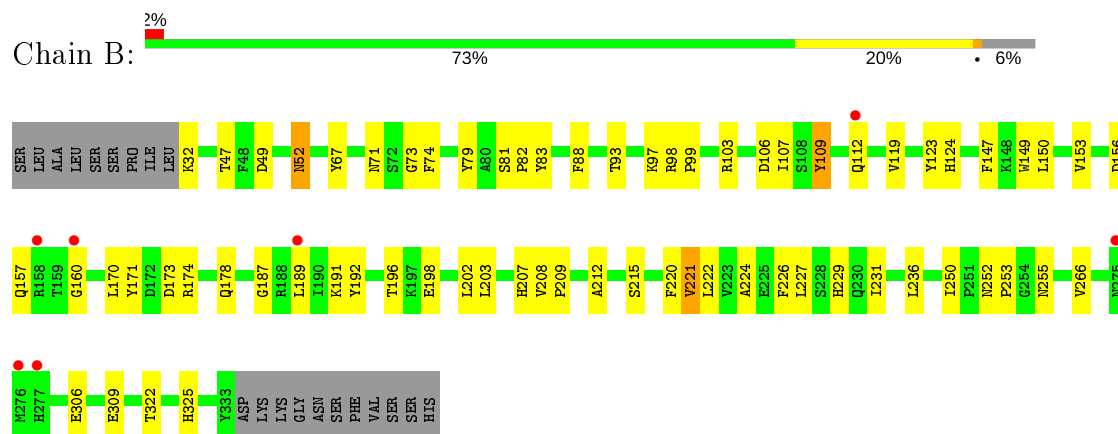 2%
Chain B:
73% 20% • 6%
SER LEU ALA LEU SER SER PRO ILE LEU K32 T47 F48 D49 N52 Y67 N71 S72 G73 F74 Y79 A80 S81 P82 Y83 F88 T93 K97 R98 P99 R103 D106 I107 S108 Y109 Q112 V119 Y123 H124 F147 K148 W149 L150 V153 D156
Q157 R158 T159 G160 L170 Y171 D172 D173 R174 Q178 G187 R188 L189 I190 K191 Y192 T196 K197 E198 L202 L203 H207 V208 P209 A212 S215 F220 V221 L222 V223 A224 E225 F226 L227 S228 H229 Q230 I231 L236 I250 P251 N252 P253 G254 N255 V266
M276 H277 E306 E309 T322 H325 Y333 ASP LYS LYS GLY ASN SER PHE VAL SER SER HIS